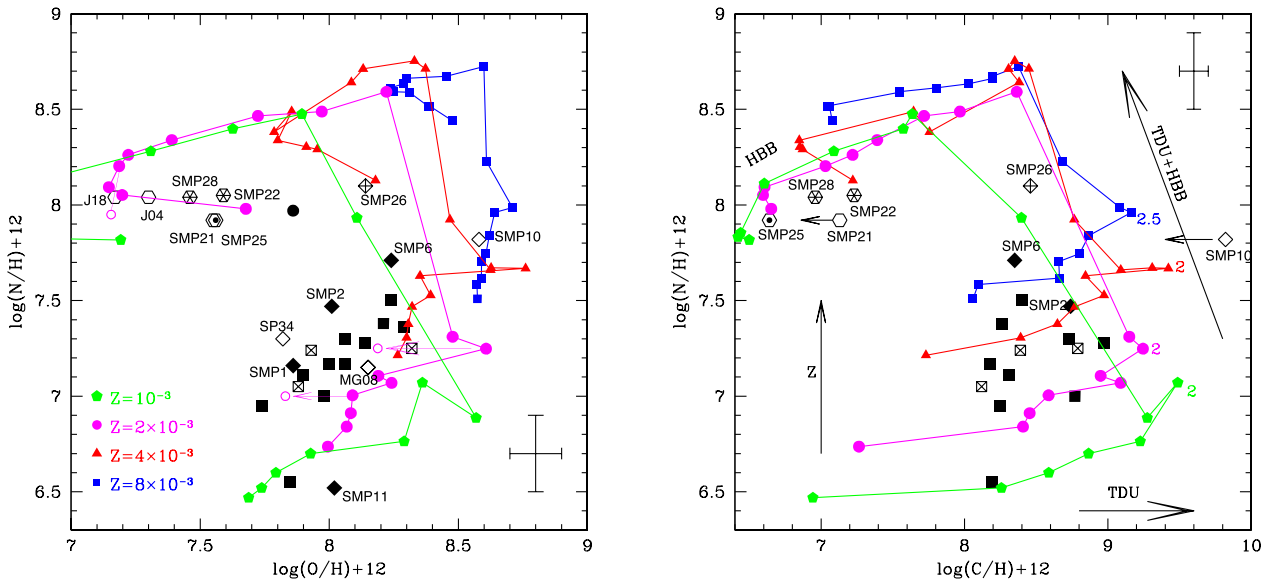 9
8.5
8
7.5
7
6.5
log(N/H)+12
7
7.5
8
8.5
9
log(O/H)+12
J18
J04
SMP28
SMP22
SMP21
SMP25
SMP26
SMP10
SMP6
SMP2
SP34
SMP1
MG08
SMP11
Z=10⁻³
Z=2×10⁻³
Z=4×10⁻³
Z=8×10⁻³
9
8.5
8
7.5
7
6.5
log(N/H)+12
7
8
9
10
log(C/H)+12
HBB
TDU+HBB
SMP26
SMP28
SMP22
SMP25
SMP21
2.5
SMP10
SMP6
2
SMP2
2
Z
2
TDU